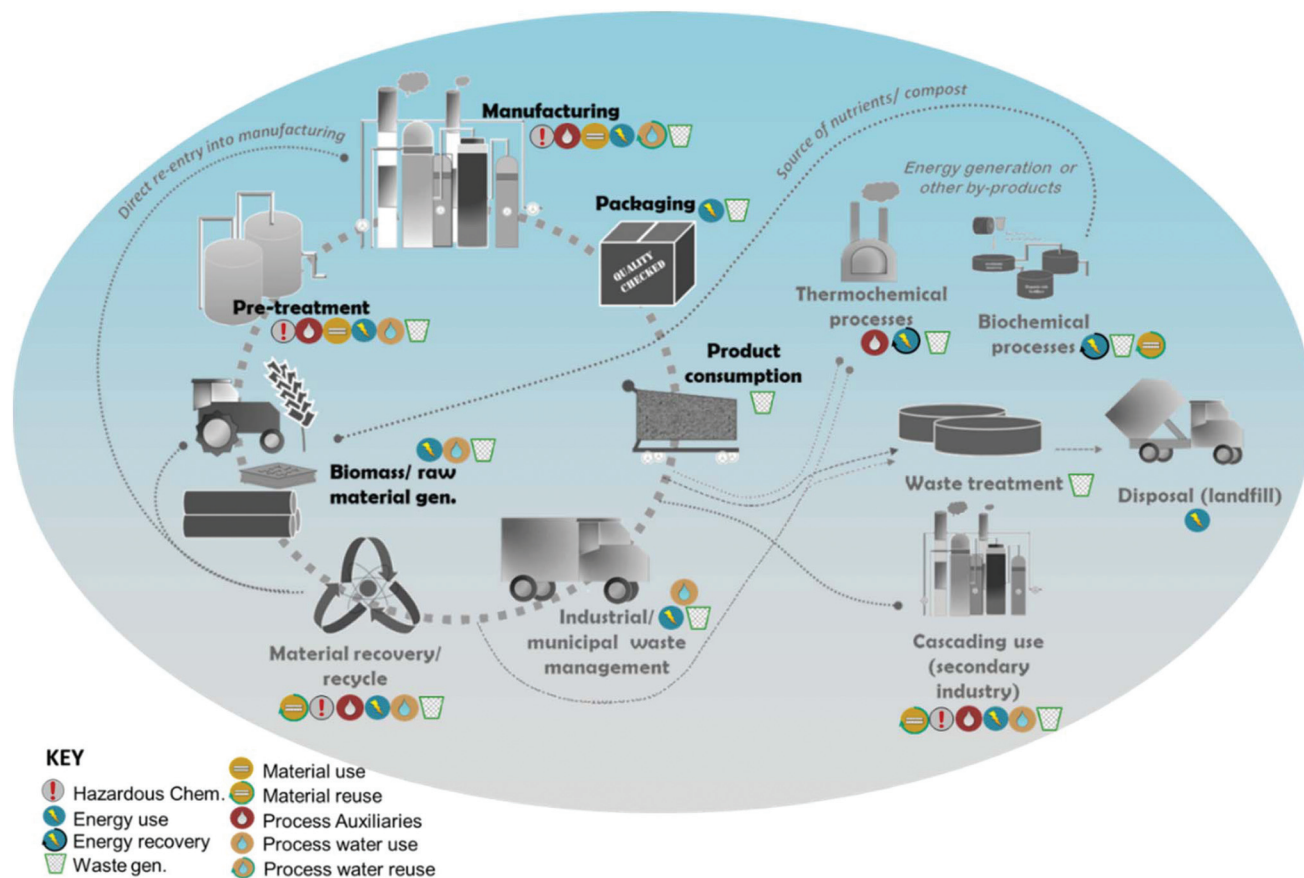 Manufacturing
Direct re-entry into manufacturing
Source of nutrients/ compost
Energy generation or
other by-products
Packaging
QUALITY
CHECKED
Pre-treatment
Thermochemical
processes
Biochemical
processes
Product
consumption
Biomass/ raw
material gen.
Waste treatment
Disposal (landfill)
Industrial/
municipal waste
management
Material recovery/
recycle
Cascading use
(secondary
industry)
KEY
Hazardous Chem.
Energy use
Energy recovery
Waste gen.
Material use
Material reuse
Process Auxiliaries
Process water use
Process water reuse